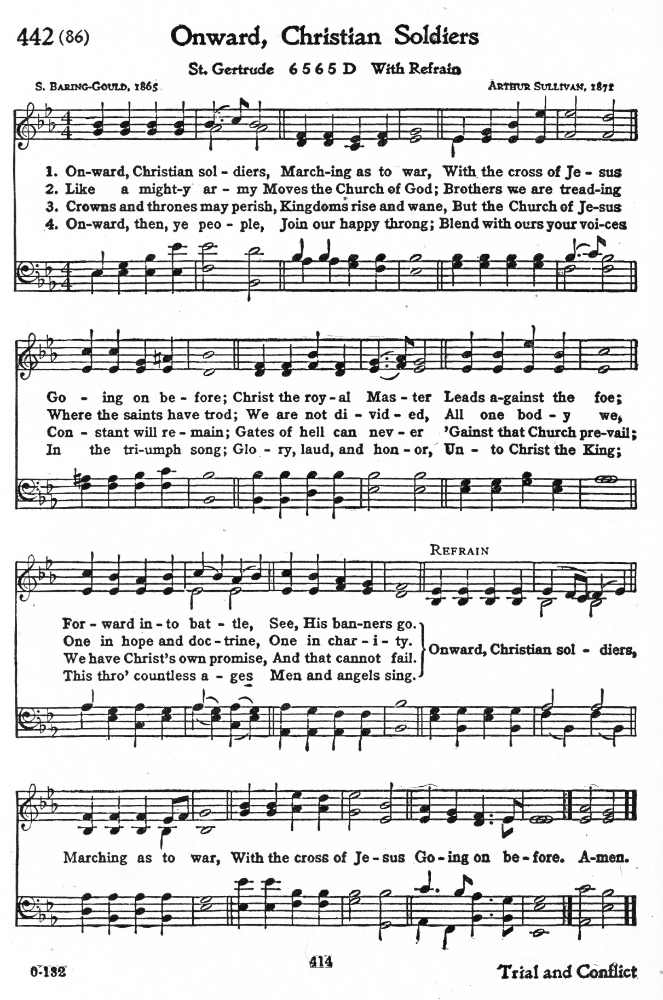 442 (86) Onward, Christian Soldiers
St. Gertrude 6 5 6 5 D With Refrain
S. BARING-GOULD, 1865 ARTHUR SULLIVAN, 1871
1. On-ward, Christian sol - diers, March-ing as to war, With the cross of Je - sus
2. Like a might-y ar - my Moves the Church of God; Brothers we are tread-ing
3. Crowns and thrones may perish, Kingdoms rise and wane, But the Church of Je-sus
4. On-ward, then, ye peo - ple, Join our happy throng; Blend with ours your voi-ces
Go - ing on be - fore; Christ the roy - al Mas - ter Leads a-gainst the foe;
Where the saints have trod; We are not di - vid - ed, All one bod - y we,
Con - stant will re - main; Gates of hell can nev - er 'Gainst that Church pre-vail;
In the tri-umph song; Glo - ry, laud, and hon - or, Un - to Christ the King;
REFRAIN
For - ward in - to bat - tle, See, His ban-ners go.
One in hope and doc - trine, One in char - i - ty.
Onward, Christian sol - diers,
We have Christ's own promise, And that cannot fail.
This thro' countless a - ges Men and angels sing.
Marching as to war, With the cross of Je - sus Go - ing on be - fore. A-men.
414
0-132 Trial and Conflict